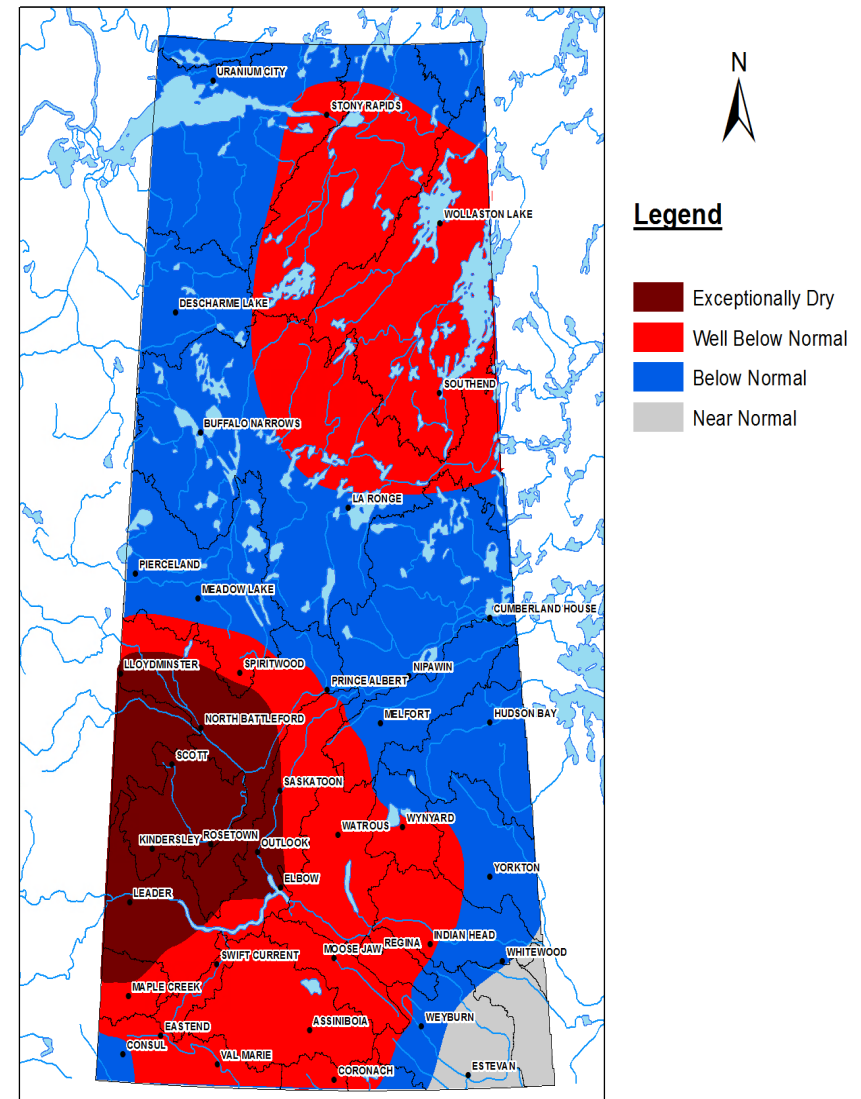 N
URANIUM CITY
STONY RAPIDS
WOLLASTON LAKE
Legend
Exceptionally Dry
DESCHARME LAKE
Well Below Normal
Below Normal
SOUTHEND
Near Normal
BUFFALO NARROWS
LA RONGE
PIERCELAND
MEADOW LAKE
CUMBERLAND HOUSE
LLOYDMINSTER
SPIRITWOOD
NIPAWIN
PRINCE ALBERT
NORTH BATTLEFORD
MELFORT
HUDSON BAY
SCOTT
SASKATOON
WATROUS
WYNYARD
KINDERSLEY
ROSETOWN
OUTLOOK
YORKTON
ELBOW
LEADER
INDIAN HEAD
MOOSE JAW
REGINA
SWIFT CURRENT
WHITEWOOD
MAPLE CREEK
EASTEND
ASSINIBOIA
WEYBURN
CONSUL
VAL MARIE
CORONACH
ESTEVAN